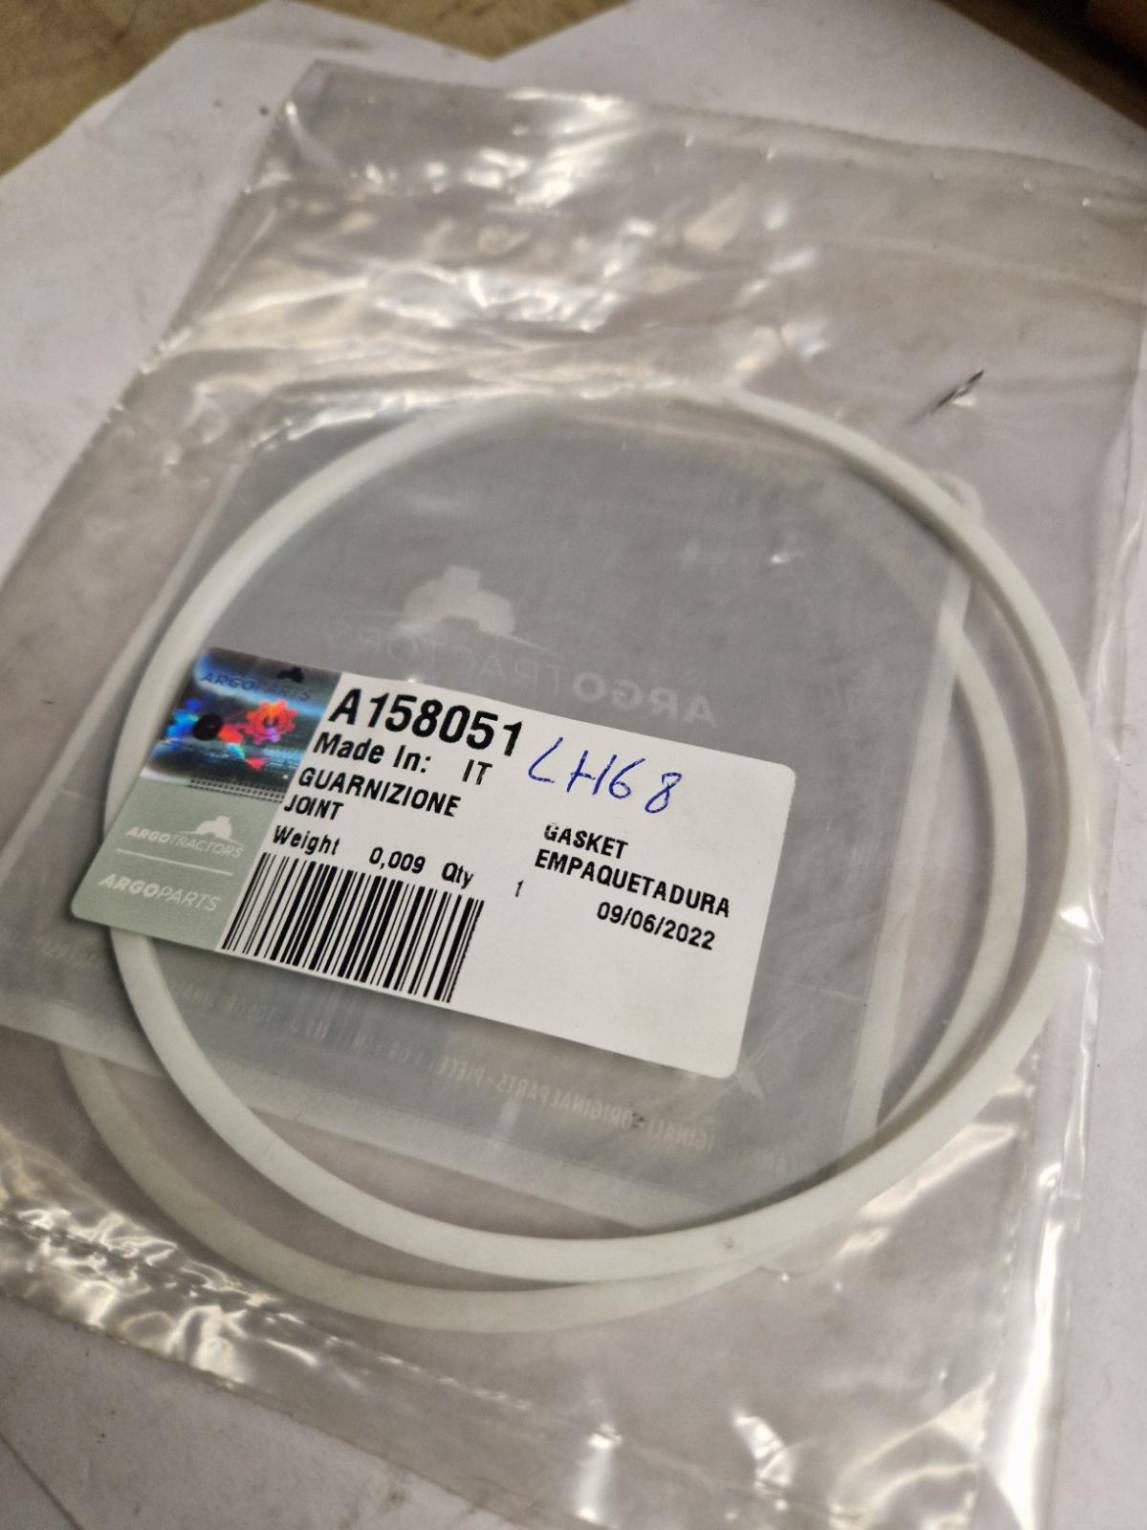 ARGOTRACTORS
ARGOPARTS
A158051
LH68
Made In: IT
GUARNIZIONE
GASKET
JOINT
EMPAQUETADURA
Weight 0,009 Qty 1
09/06/2022
ARGOTRACTORS
ARGOPARTS